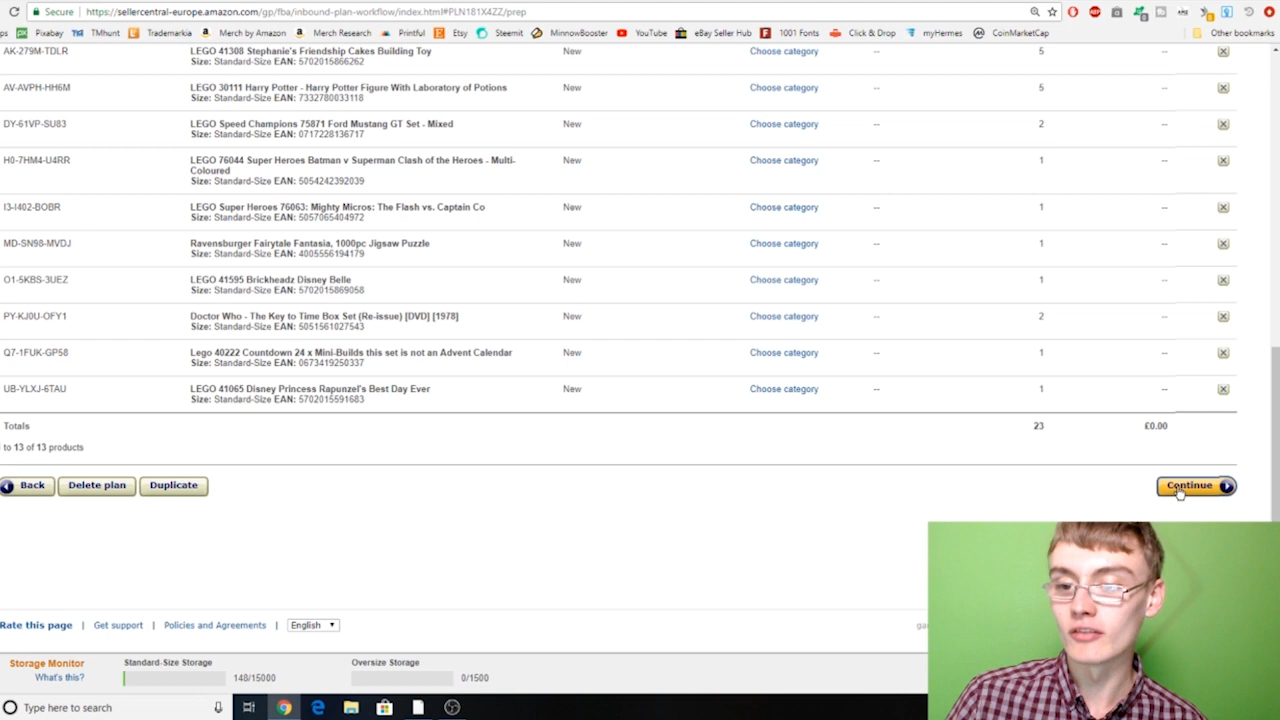 Secure https://sellercentral-europe.amazon.com/gp/fba/inbound-plan-workflow/index.html#PLN181X4ZZ/prep
Pixabay TMhunt Etsy Trademarkia Merch by Amazon Merch Research Printful Etsy Steemit MinnowBooster YouTube eBay Seller Hub 1001 Fonts Click & Drop myHermes CoinMarketCap Other bookmarks
AK-279M-TDLR LEGO 41308 Stephanie's Friendship Cakes Building Toy New Choose category -- 5 --
Size: Standard-Size EAN: 5702015866262
AV-AVPH-HH6M LEGO 30111 Harry Potter - Harry Potter Figure With Laboratory of Potions New Choose category -- 5 --
Size: Standard-Size EAN: 7332780033118
DY-61VP-SU83 LEGO Speed Champions 75871 Ford Mustang GT Set - Mixed New Choose category -- 2 --
Size: Standard-Size EAN: 0717228136717
H0-7HM4-U4RR LEGO 76044 Super Heroes Batman v Superman Clash of the Heroes - Multi- New Choose category -- 1 --
Coloured
Size: Standard-Size EAN: 5054242392039
I3-I402-BOBR LEGO Super Heroes 76063: Mighty Micros: The Flash vs. Captain Co New Choose category -- 1 --
Size: Standard-Size EAN: 5057065404972
MD-SN98-MVDJ Ravensburger Fairytale Fantasia, 1000pc Jigsaw Puzzle New Choose category -- 1 --
Size: Standard-Size EAN: 4005556194179
O1-5KBS-3UEZ LEGO 41595 Brickheadz Disney Belle New Choose category -- 1 --
Size: Standard-Size EAN: 5702015869058
PY-KJ0U-OFY1 Doctor Who - The Key to Time Box Set (Re-issue) [DVD] [1978] New Choose category -- 2 --
Size: Standard-Size EAN: 5051561027543
Q7-1FUK-GP58 Lego 40222 Countdown 24 x Mini-Builds this set is not an Advent Calendar New Choose category -- 1 --
Size: Standard-Size EAN: 0673419250337
UB-YLXJ-6TAU LEGO 41065 Disney Princess Rapunzel's Best Day Ever New Choose category -- 1 --
Size: Standard-Size EAN: 5702015591683
Totals 23 £0.00
to 13 of 13 products
Back Delete plan Duplicate Continue
Rate this page | Get support | Policies and Agreements | English
Storage Monitor Standard-Size Storage Oversize Storage
What's this? 148/15000 0/1500
Type here to search